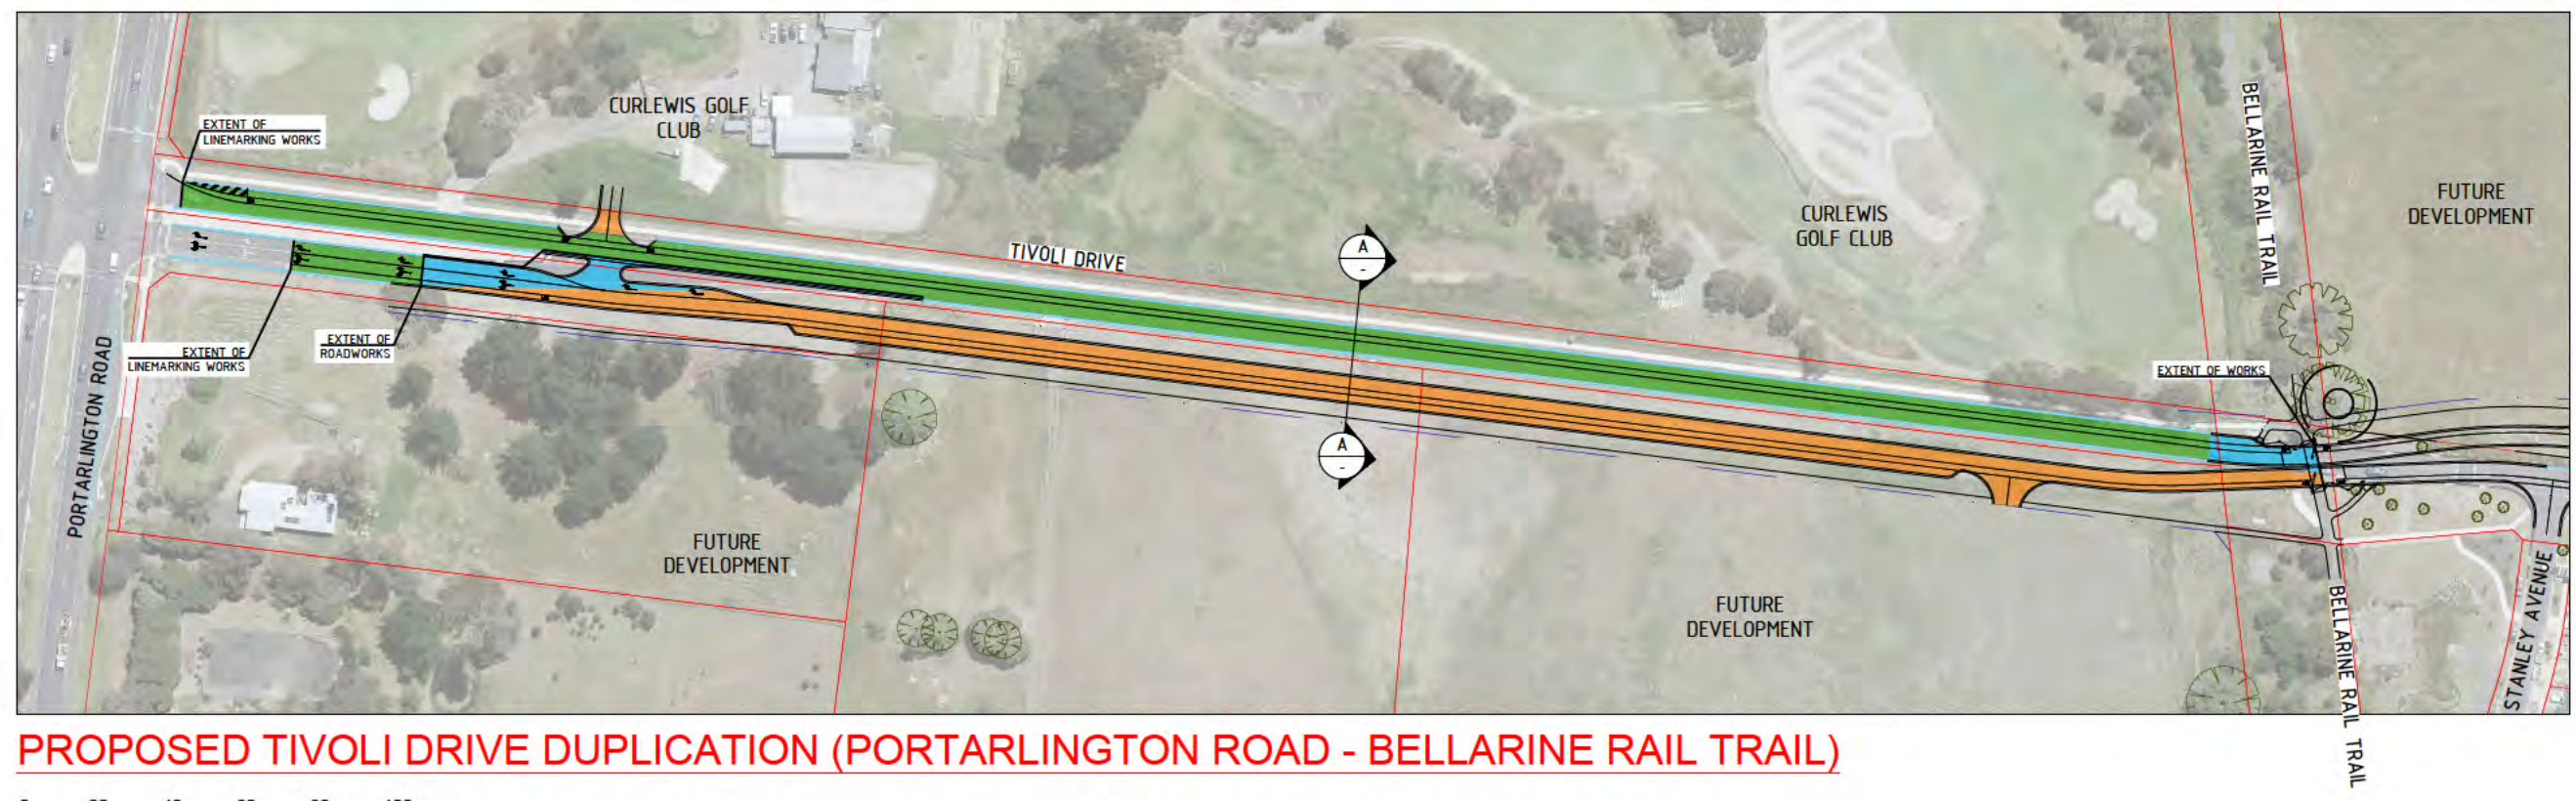 EXTENT OF
LINEMARKING WORKS
CURLEWIS GOLF
CLUB
TIVOLI DRIVE
A
-
CURLEWIS
GOLF CLUB
BELLARINE RAIL TRAIL
FUTURE
DEVELOPMENT
PORTARLINGTON ROAD
EXTENT OF
LINEMARKING WORKS
EXTENT OF
ROADWORKS
A
-
EXTENT OF WORKS
FUTURE
DEVELOPMENT
FUTURE
DEVELOPMENT
BELLARINE RAIL TRAIL
STANLEY AVENUE
PROPOSED TIVOLI DRIVE DUPLICATION (PORTARLINGTON ROAD - BELLARINE RAIL TRAIL)